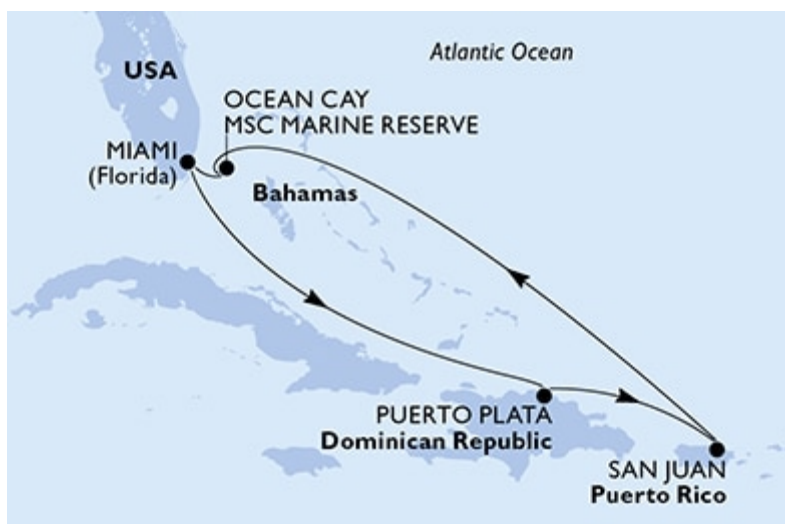 Atlantic Ocean
USA
OCEAN CAY
MSC MARINE RESERVE
MIAMI
(Florida)
Bahamas
PUERTO PLATA
Dominican Republic
SAN JUAN
Puerto Rico